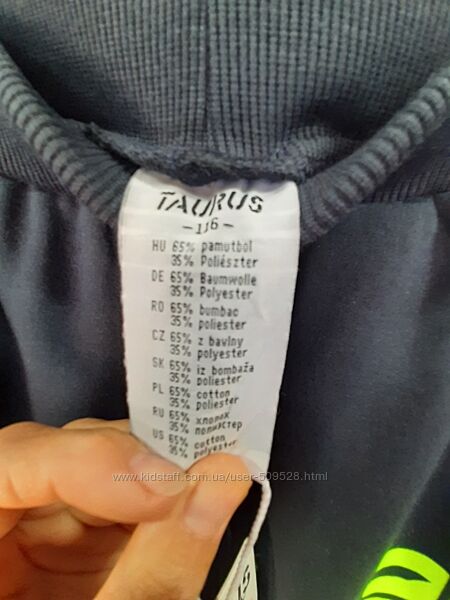 TAURUS
-116-
HU 65% pamutból
35% Poliészter
DE 65% Baumwolle
35% Polyester
RO 65% bumbac
35% poliester
CZ 65% z bavlny
35% polyester
SK 65% iz bombaža
35% poliester
PL 65% cotton
35% poliester
RU 65% хлопок
35% полиэстер
US 65% cotton
35% polyester
www.kidstaff.com.ua/user-509528.html